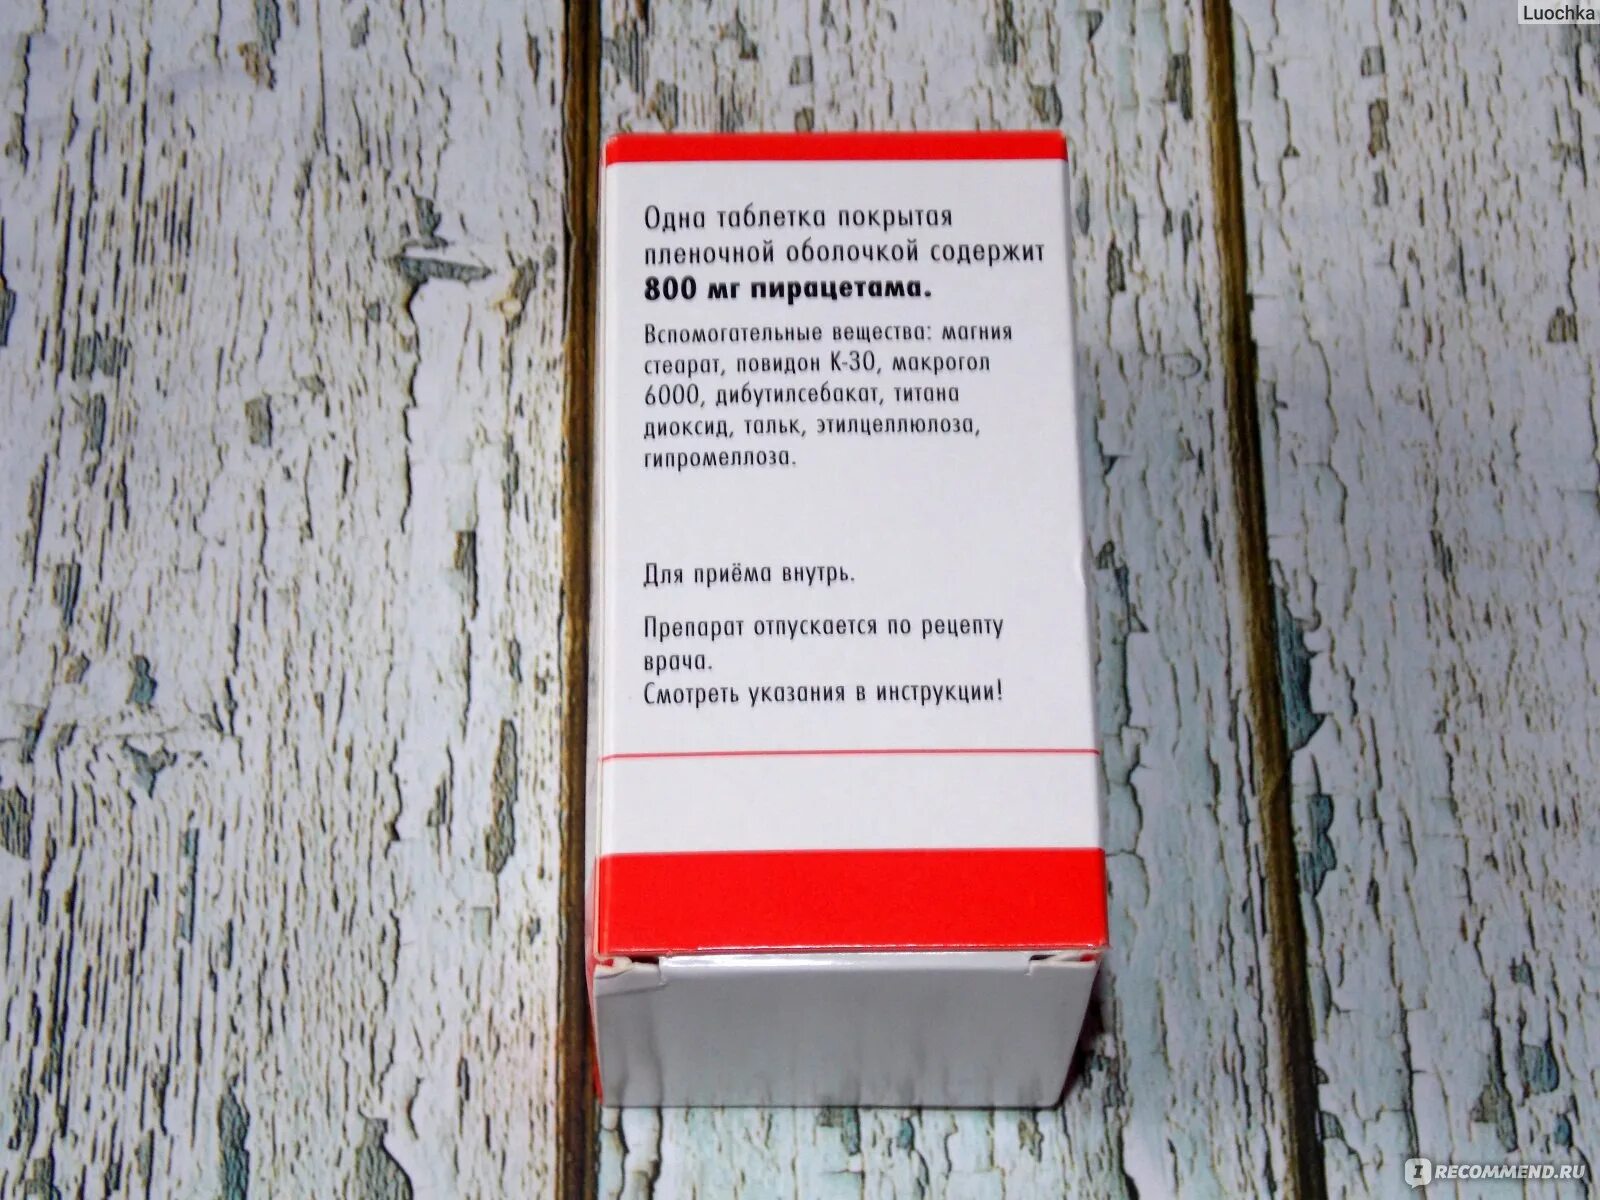 Luochka
Одна таблетка покрытая
пленочной оболочкой содержит
800 мг пирацетама.
Вспомогательные вещества: магния
стеарат, повидон К-30, макрогол
6000, дибутилсебакат, титана
диоксид, тальк, этилцеллюлоза,
гипромеллоза.
Для приёма внутрь.
Препарат отпускается по рецепту
врача.
Смотреть указания в инструкции!
IRECOMMEND.RU